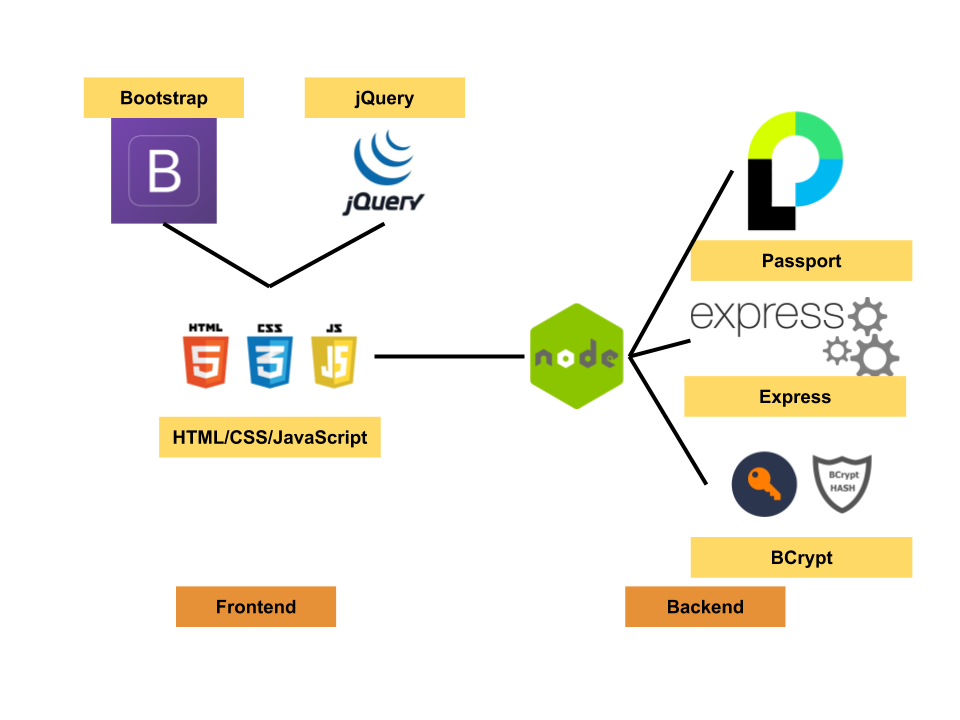 Bootstrap
jQuery
B
jQuery
HTML
CSS
JS
5
3
JS
HTML/CSS/JavaScript
node
Passport
express
Express
BCrypt
HASH
BCrypt
Frontend
Backend